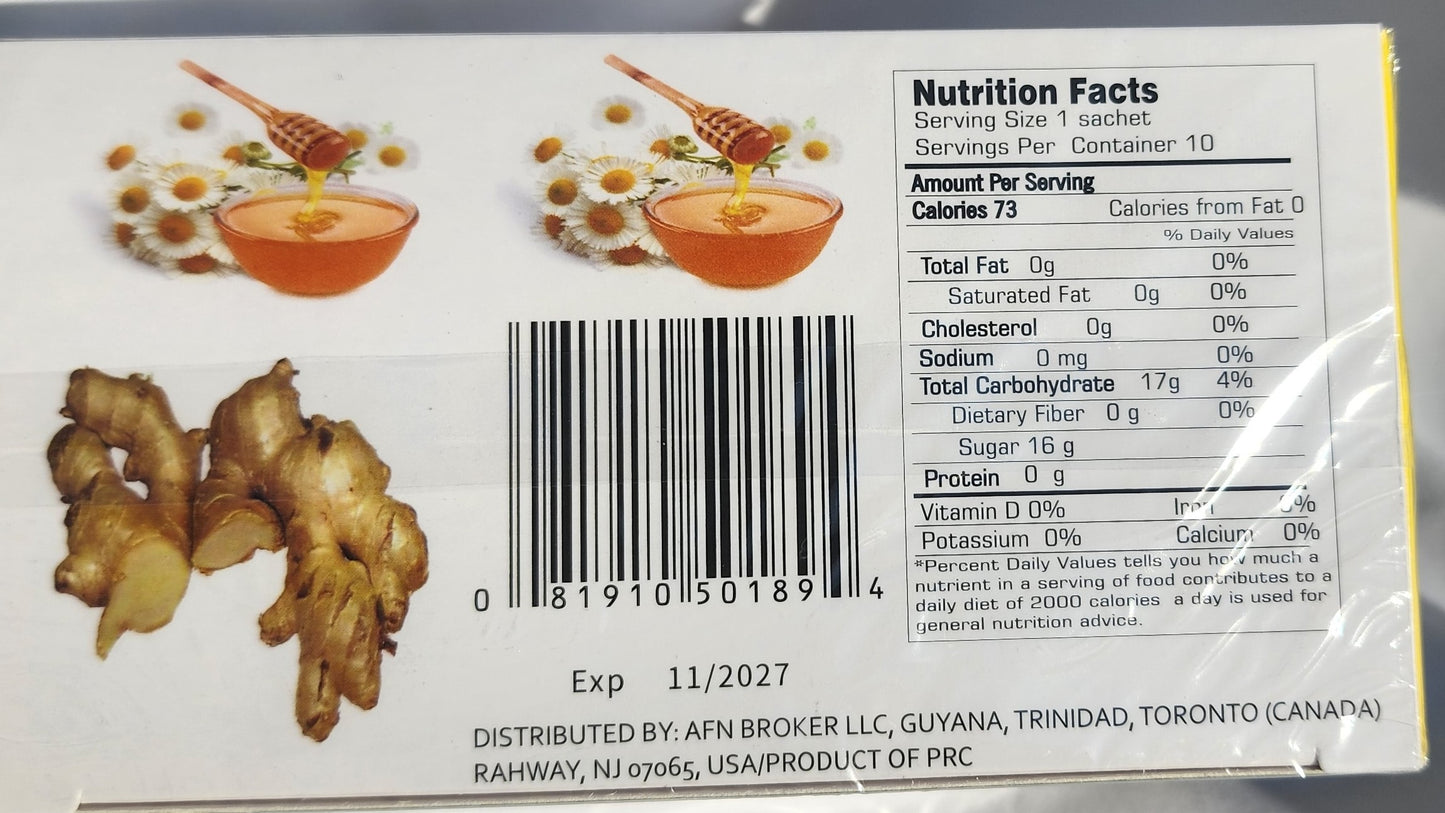 Nutrition Facts
Serving Size 1 sachet
Servings Per Container 10
Amount Per Serving
Calories 73 Calories from Fat 0
% Daily Values
Total Fat 0g 0%
Saturated Fat 0g 0%
Cholesterol 0g 0%
Sodium 0 mg 0%
Total Carbohydrate 17g 4%
Dietary Fiber 0 g 0%
Sugar 16 g
Protein 0 g
Vitamin D 0% Iron 0%
Potassium 0% Calcium 0%
*Percent Daily Values tells you how much a
nutrient in a serving of food contributes to a
daily diet of 2000 calories a day is used for
general nutrition advice.
0 81910 50189 4
Exp 11/2027
DISTRIBUTED BY: AFN BROKER LLC, GUYANA, TRINIDAD, TORONTO (CANADA)
RAHWAY, NJ 07065, USA/PRODUCT OF PRC